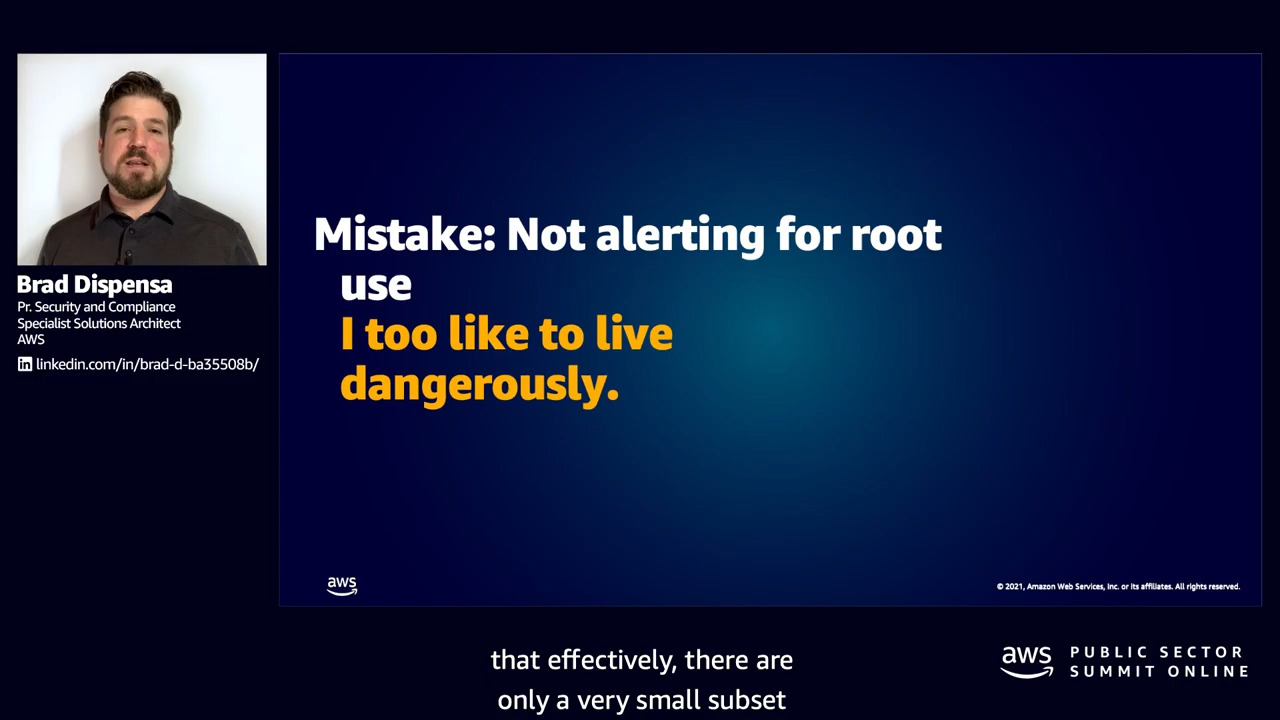 Brad Dispensa
Pr. Security and Compliance
Specialist Solutions Architect
AWS
in linkedin.com/in/brad-d-ba35508b/
Mistake: Not alerting for root
use
I too like to live
dangerously.
aws
© 2021, Amazon Web Services, Inc. or its affiliates. All rights reserved.
that effectively, there are
only a very small subset
aws
PUBLIC SECTOR
SUMMIT ONLINE